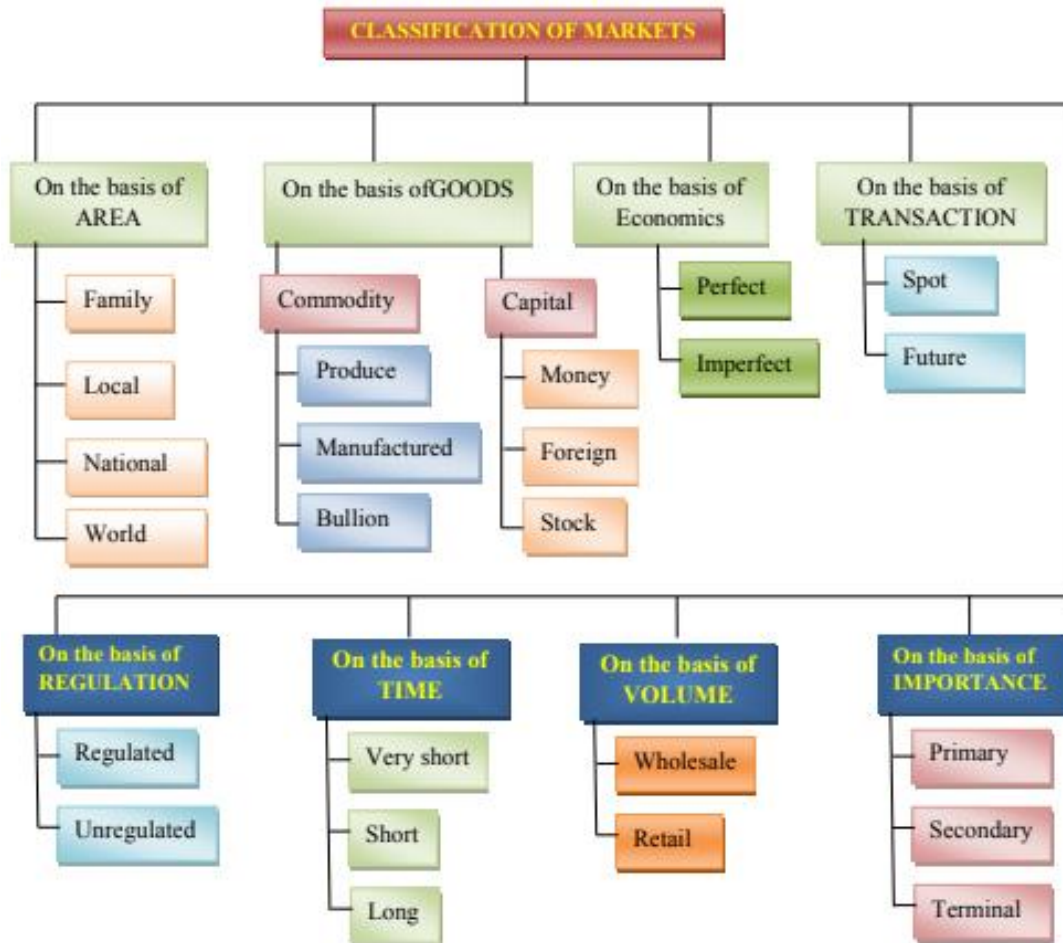 CLASSIFICATION OF MARKETS
On the basis of
AREA
Family
Local
National
World
On the basis ofGOODS
Commodity
Produce
Manufactured
Bullion
Capital
Money
Foreign
Stock
On the basis of
Economics
Perfect
Imperfect
On the basis of
TRANSACTION
Spot
Future
On the basis of
REGULATION
Regulated
Unregulated
On the basis of
TIME
Very short
Short
Long
On the basis of
VOLUME
Wholesale
Retail
On the basis of
IMPORTANCE
Primary
Secondary
Terminal